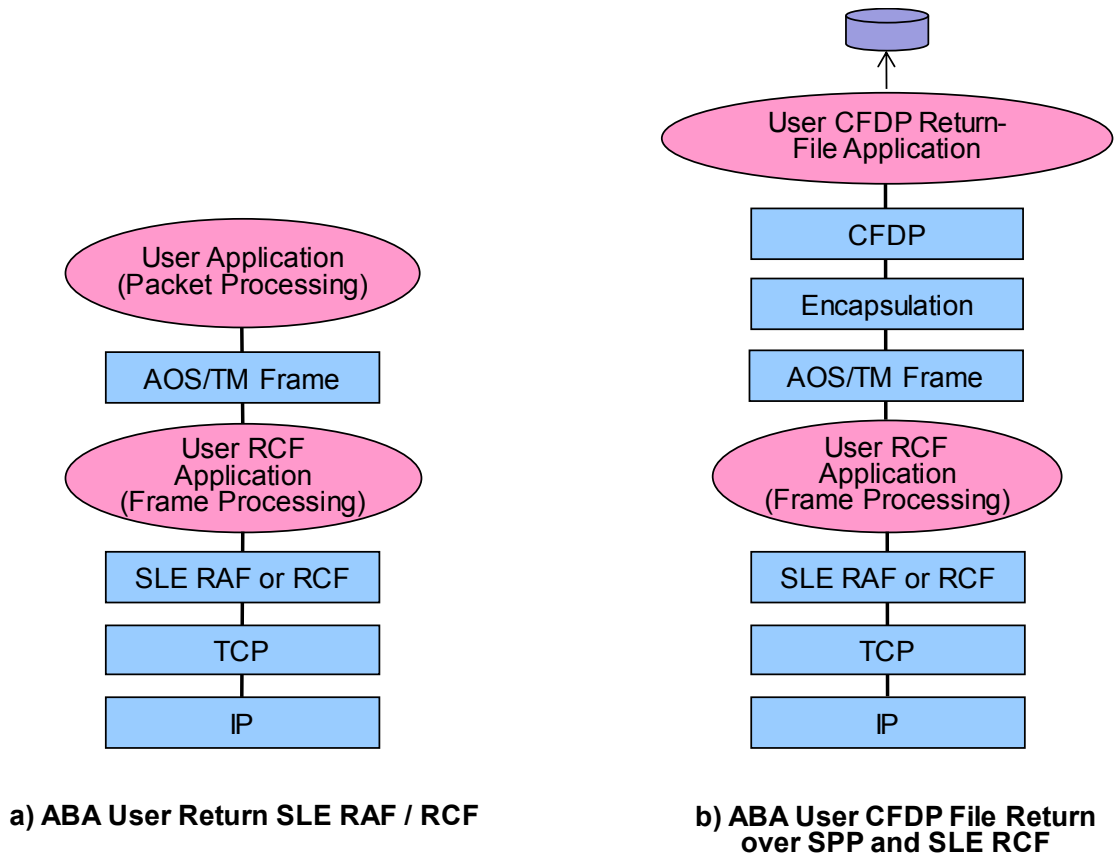 User Application
(Packet Processing)
AOS/TM Frame
User RCF
Application
(Frame Processing)
SLE RAF or RCF
TCP
IP
a) ABA User Return SLE RAF / RCF
User CFDP Return-
File Application
CFDP
Encapsulation
AOS/TM Frame
User RCF
Application
(Frame Processing)
SLE RAF or RCF
TCP
IP
b) ABA User CFDP File Return
over SPP and SLE RCF